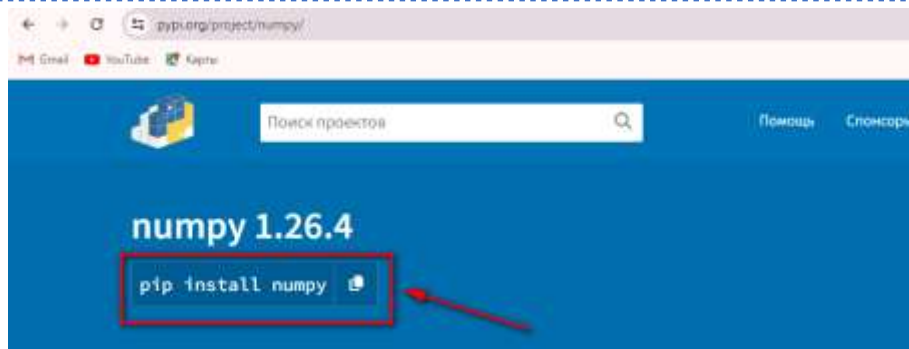 pypi.org/project/numpy/
Gmail YouTube Карты
Поиск проектов Помощь Спонсоры
numpy 1.26.4
pip install numpy